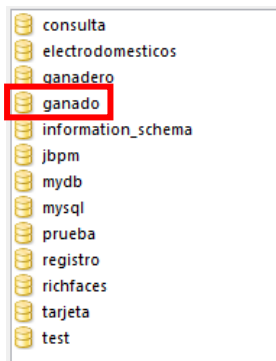 consulta
electrodomesticos
ganadero
ganado
information_schema
jbpm
mydb
mysql
prueba
registro
richfaces
tarjeta
test